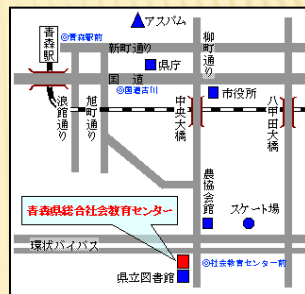 アスパム
青森駅
◎青森駅前
新町通り
柳町通り
県庁
国道
◎国道古川
市役所
浪館通り
旭町通り
中央大橋
八甲田大橋
農協会館
スケート場
青森県総合社会教育センター
環状バイパス
◎社会教育センター前
県立図書館